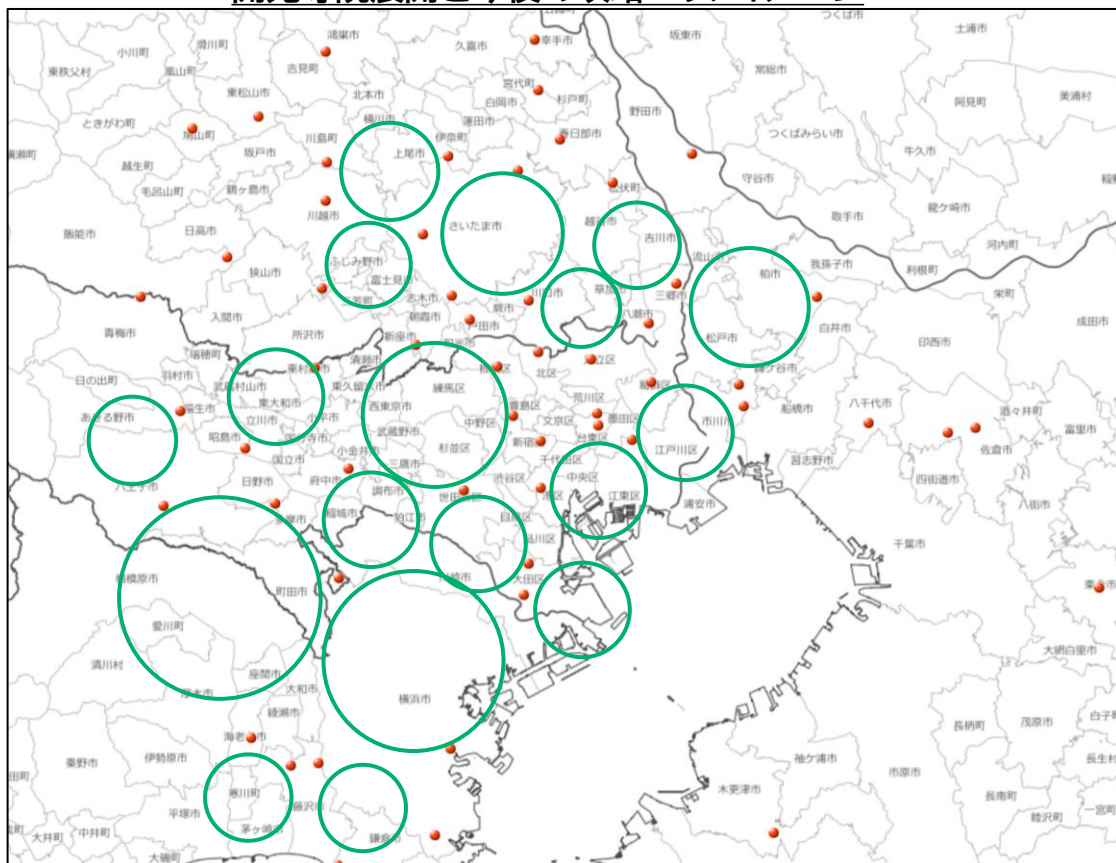 鴻巣市
久喜市
幸手市
坂東市
つくば市
土浦市
小川町
滑川町
嵐山町
吉見町
宮代町
常総市
東秩父村
東松山市
北本市
白岡市
杉戸町
阿見町
美浦村
桶川市
蓮田市
野田市
ときがわ町
鳩山町
川島町
伊奈町
春日部市
つくばみらい市
坂戸市
上尾市
牛久市
越生町
毛呂山町
鶴ヶ島市
松伏町
守谷市
川越市
さいたま市
越谷市
取手市
龍ケ崎市
飯能市
日高市
吉川市
河内町
ふじみ野市
流山市
我孫子市
利根町
狭山市
富士見市
柏市
志木市
川口市
草加市
三郷市
栄町
入間市
朝霞市
蕨市
戸田市
八潮市
白井市
成田市
青梅市
所沢市
新座市
松戸市
印西市
瑞穂町
清瀬市
北区
足立区
日の出町
羽村市
東村山市
武蔵村山市
東久留米市
練馬区
あきる野市
東大和市
西東京市
豊島区
荒川区
船橋市
八千代市
酒々井町
立川市
中野区
文京区
墨田区
市川市
昭島市
武蔵野市
新宿区
台東区
富里市
小金井市
杉並区
江戸川区
佐倉市
国立市
三鷹市
千代田区
習志野市
日野市
府中市
渋谷区
中央区
四街道市
八王子市
調布市
世田谷区
港区
江東区
浦安市
八街市
稲城市
狛江市
目黒区
品川区
千葉市
相模原市
町田市
川崎市
大田区
愛川町
清川村
座間市
大網白里市
厚木市
大和市
横浜市
綾瀬市
長柄町
茂原市
白子町
海老名市
伊勢原市
袖ケ浦市
市原市
長生村
秦野市
寒川町
木更津市
長南町
一宮町
平塚市
藤沢市
大井町
中井町
茅ヶ崎市
鎌倉市
睦沢町
大磯町